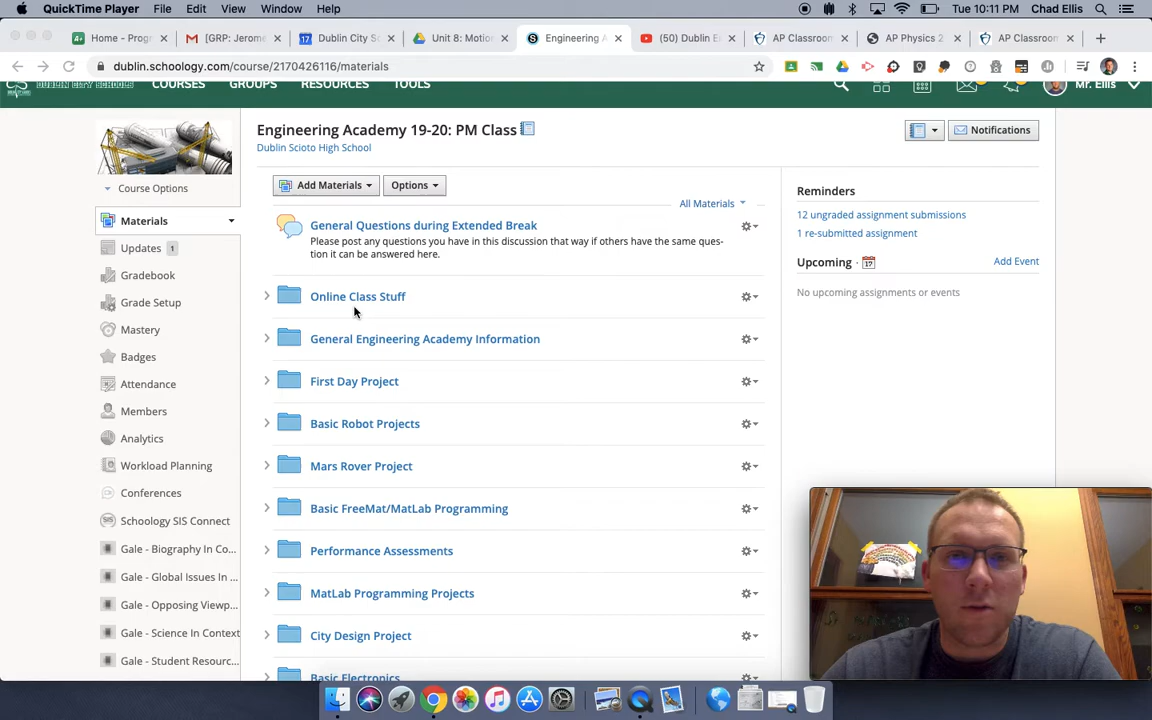 QuickTime Player File Edit View Window Help Tue 10:11 PM Chad Ellis
Home - Prog [GRP: Jerome Dublin City S Unit 8: Motion Engineering A (50) Dublin E AP Classroom AP Physics 2 AP Classroom
dublin.schoology.com/course/2170426116/materials
DUBLIN CITY SCHOOLS COURSES GROUPS RESOURCES TOOLS Mr. Ellis
Engineering Academy 19-20: PM Class
Dublin Scioto High School
Notifications
Course Options
Add Materials Options
All Materials
Reminders
12 ungraded assignment submissions
1 re-submitted assignment
Upcoming · 17 Add Event
No upcoming assignments or events
Materials
Updates 1
Gradebook
Grade Setup
Mastery
Badges
Attendance
Members
Analytics
Workload Planning
Conferences
Schoology SIS Connect
Gale - Biography In Co...
Gale - Global Issues In ...
Gale - Opposing Viewp...
Gale - Science In Context
Gale - Student Resourc...
General Questions during Extended Break
Please post any questions you have in this discussion that way if others have the same ques-
tion it can be answered here.
Online Class Stuff
General Engineering Academy Information
First Day Project
Basic Robot Projects
Mars Rover Project
Basic FreeMat/MatLab Programming
Performance Assessments
MatLab Programming Projects
City Design Project
Basic Electronics